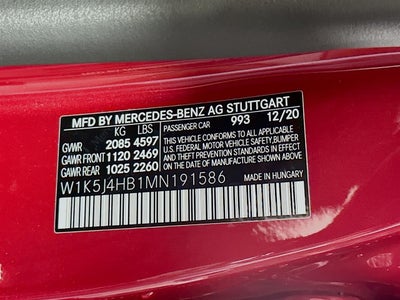 MFD BY MERCEDES-BENZ AG STUTTGART
KG LBS PASSENGER CAR 993 12/20
GVWR 2085 4597
GAWR FRONT 1120 2469
GAWR REAR 1025 2260
THIS VEHICLE CONFORMS TO ALL
APPLICABLE U.S. FEDERAL MOTOR
VEHICLE SAFETY, BUMPER,
AND THEFT PREVENTION
STANDARDS IN EFFECT ON THE DATE OF
MANUFACTURE SHOWN ABOVE.
W1K5J4HB1MN191586 MADE IN HUNGARY